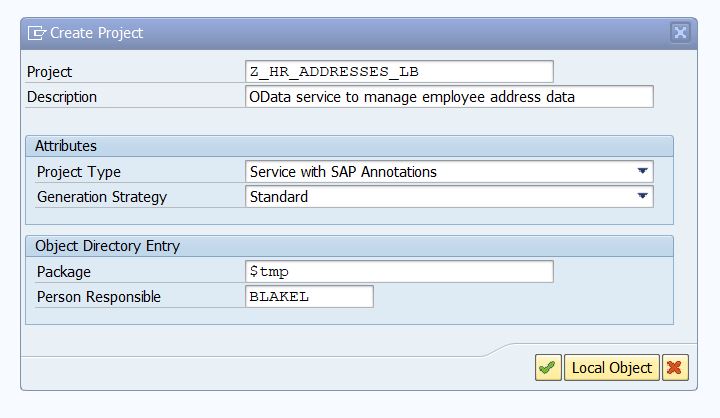 Create Project
Project Z_HR_ADDRESSES_LB
Description OData service to manage employee address data
Attributes
Project Type Service with SAP Annotations
Generation Strategy Standard
Object Directory Entry
Package $tmp
Person Responsible BLAKEL
Local Object